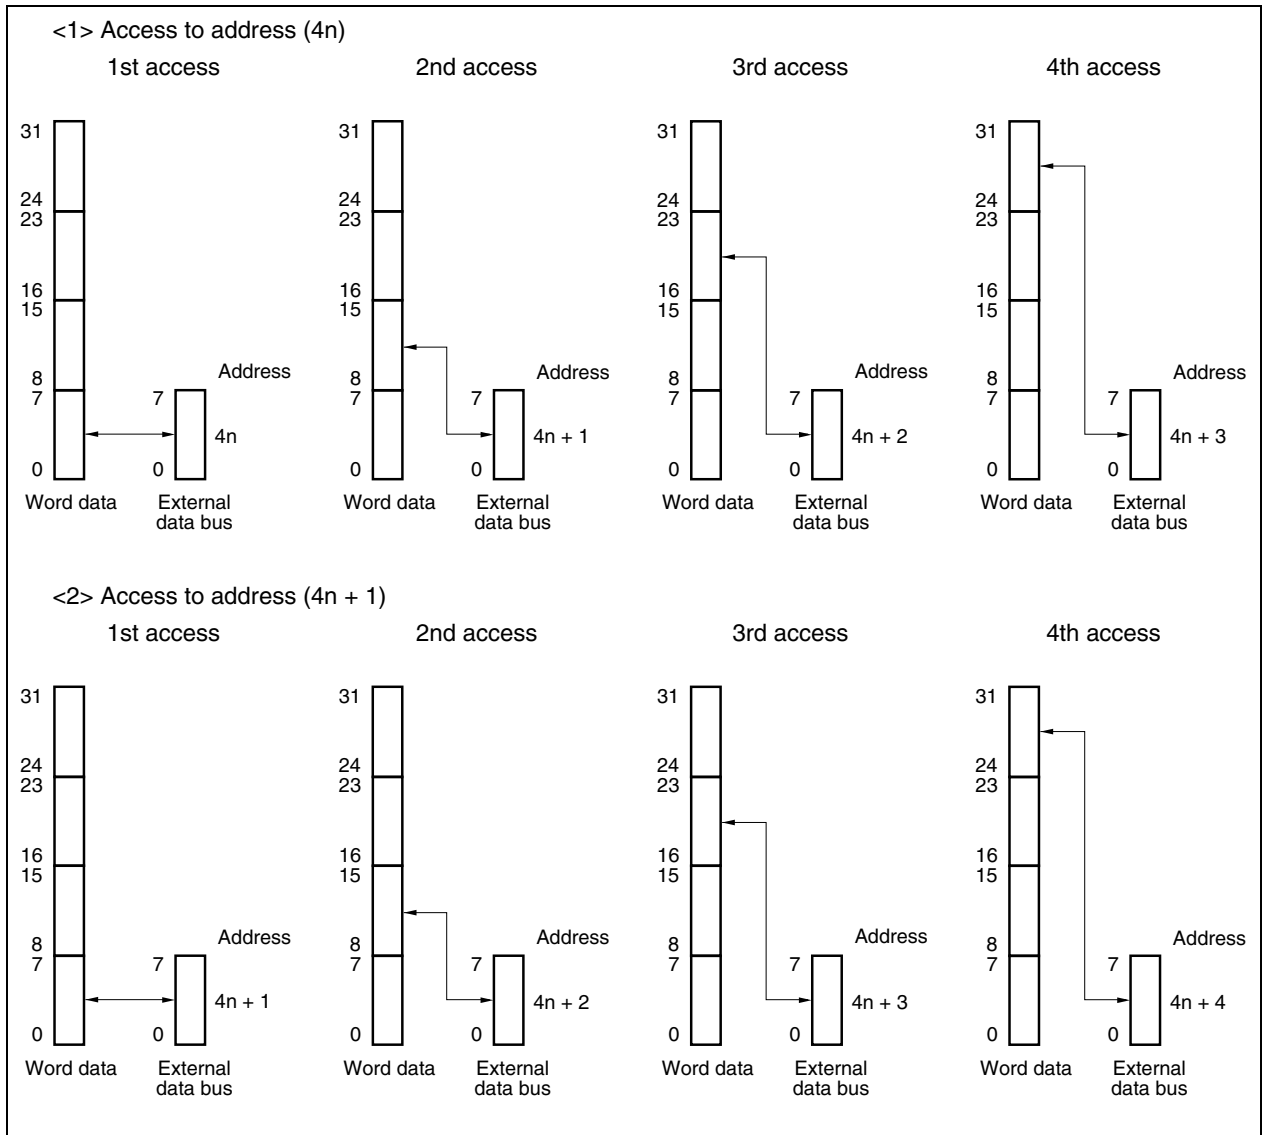 <1> Access to address (4n)
1st access 2nd access 3rd access 4th access
31 31 31 31
24 24 24 24
23 23 23 23
16 16 16 16
15 15 15 15
Address Address Address Address
8 8 8 8
7 7 7 7 7 7 7 7
4n 4n + 1 4n + 2 4n + 3
0 0 0 0 0 0 0 0
Word data External Word data External Word data External Word data External
data bus data bus data bus data bus
<2> Access to address (4n + 1)
1st access 2nd access 3rd access 4th access
31 31 31 31
24 24 24 24
23 23 23 23
16 16 16 16
15 15 15 15
Address Address Address Address
8 8 8 8
7 7 7 7 7 7 7 7
4n + 1 4n + 2 4n + 3 4n + 4
0 0 0 0 0 0 0 0
Word data External Word data External Word data External Word data External
data bus data bus data bus data bus